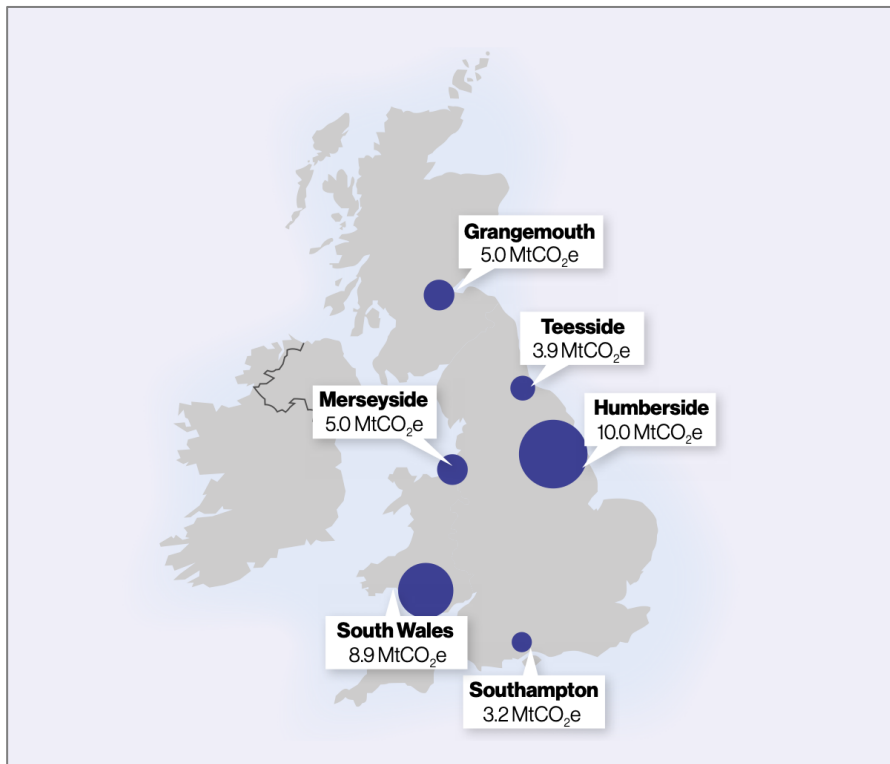 Grangemouth
5.0 MtCO₂e
Teesside
3.9 MtCO₂e
Merseyside
5.0 MtCO₂e
Humberside
10.0 MtCO₂e
South Wales
8.9 MtCO₂e
Southampton
3.2 MtCO₂e